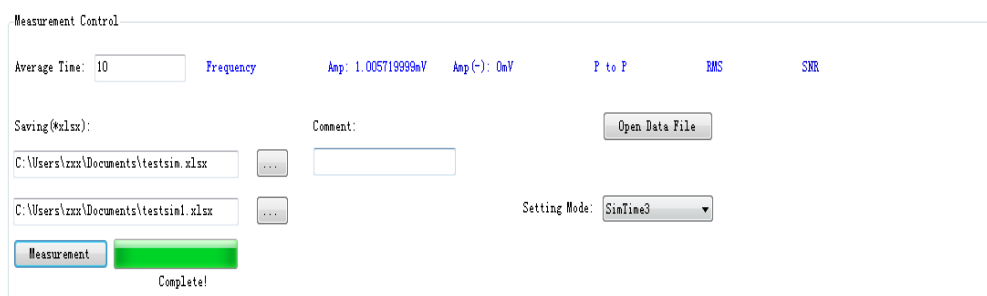 Measurement Control
Average Time: 10 Frequency Amp: 1.005719999mV Amp(-): 0mV P to P RMS SNR
Saving(*xlsx): Comment: Open Data File
C:\Users\zxx\Documents\testsim.xlsx ...
C:\Users\zxx\Documents\testsim1.xlsx ... Setting Mode: SimTime3
Measurement
Complete!